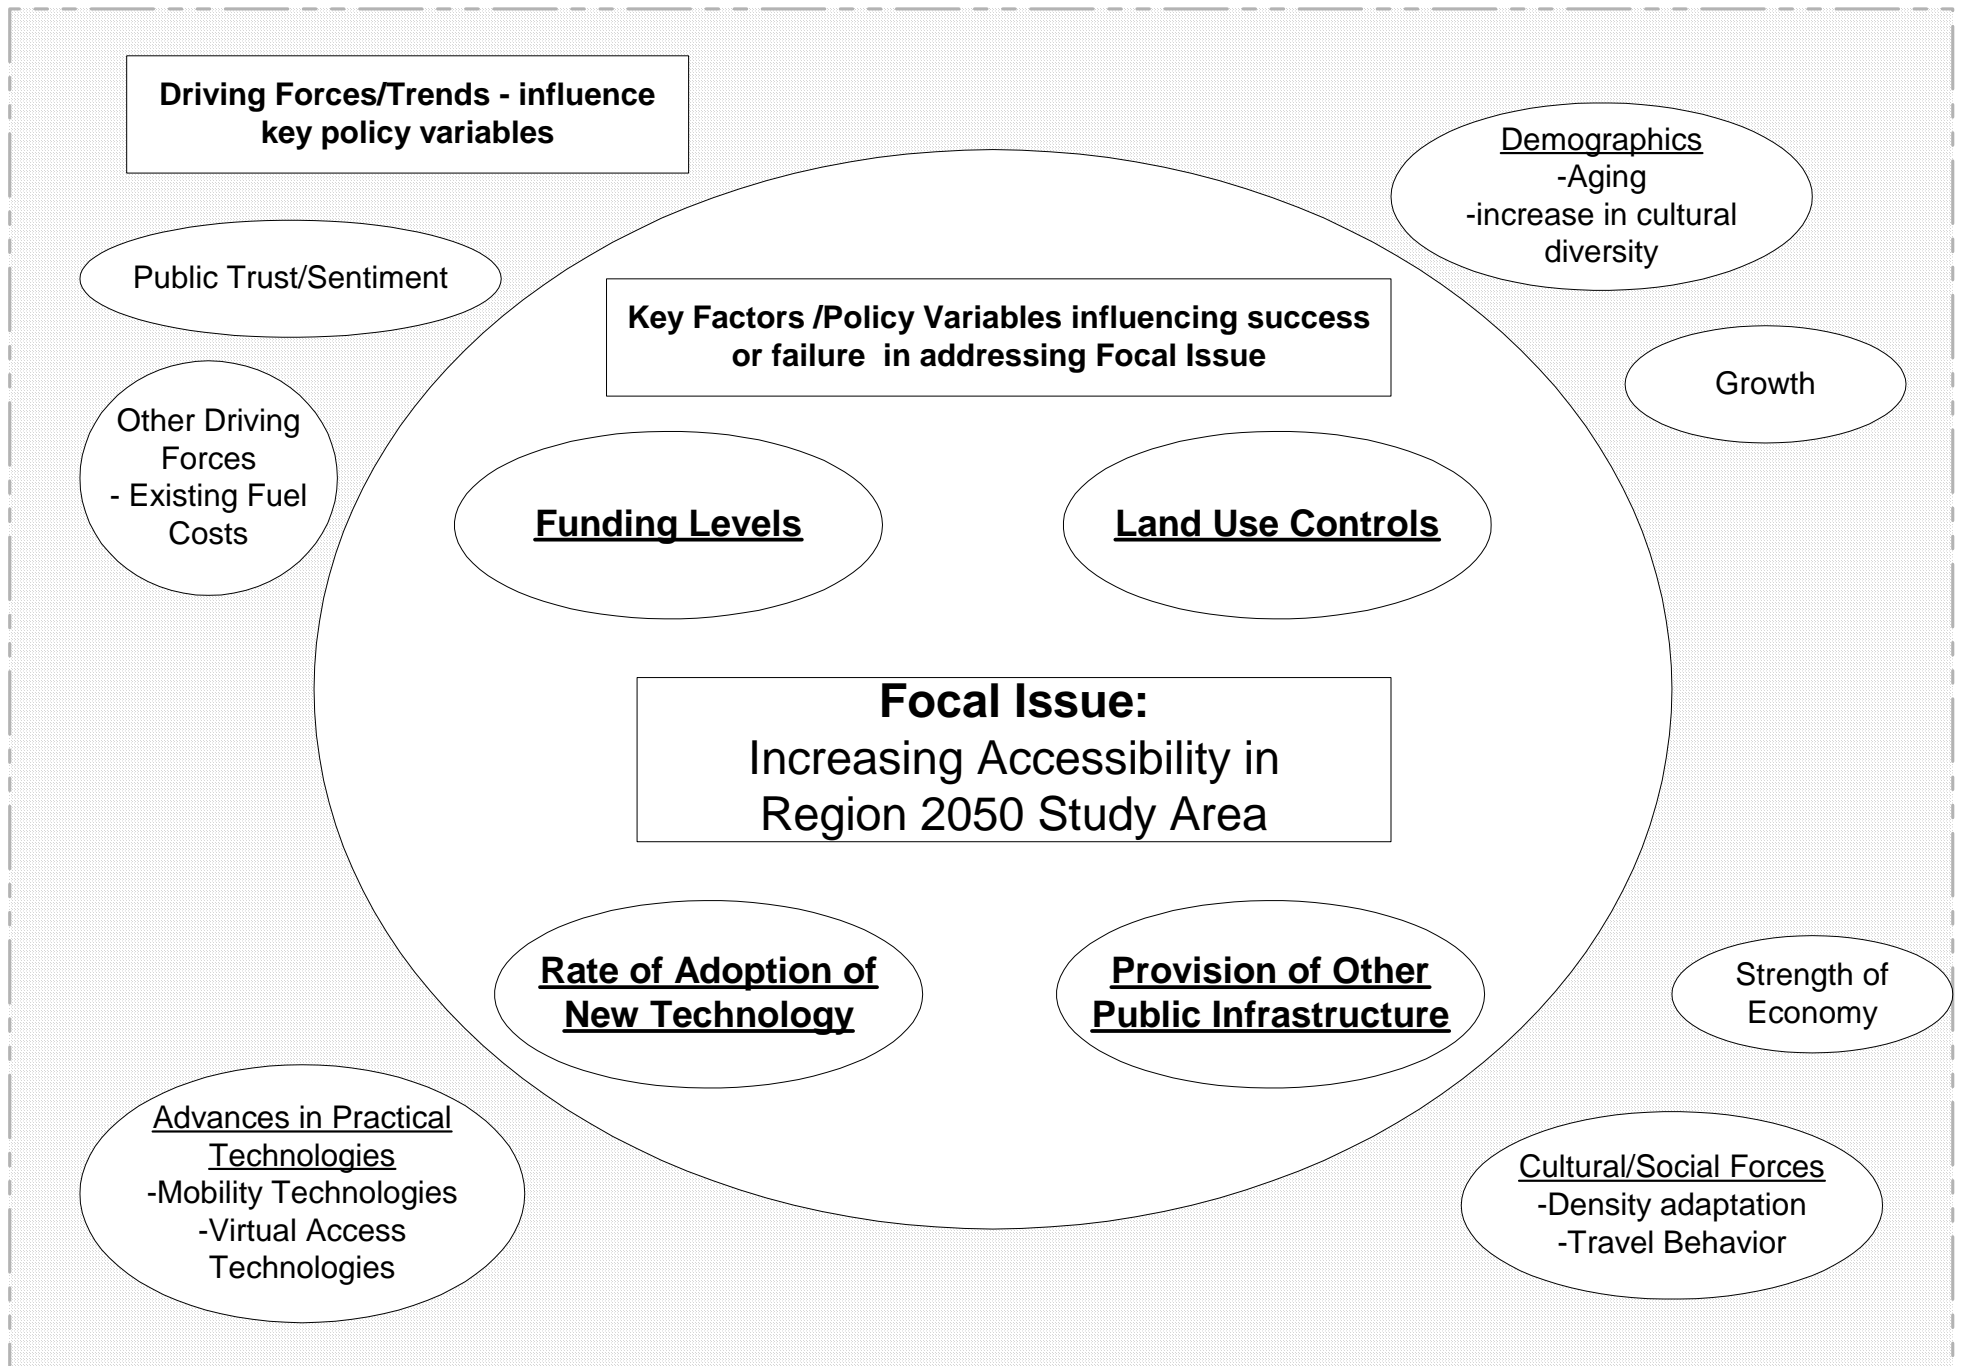 Driving Forces/Trends - influence
key policy variables
Demographics
-Aging
-increase in cultural
diversity
Public Trust/Sentiment
Key Factors /Policy Variables influencing success
or failure  in addressing Focal Issue
Growth
Other Driving
Forces
- Existing Fuel
Costs
Funding Levels
Land Use Controls
Focal Issue:
Increasing Accessibility in
Region 2050 Study Area
Rate of Adoption of
New Technology
Provision of Other
Public Infrastructure
Strength of
Economy
Advances in Practical
Technologies
-Mobility Technologies
-Virtual Access
Technologies
Cultural/Social Forces
-Density adaptation
-Travel Behavior